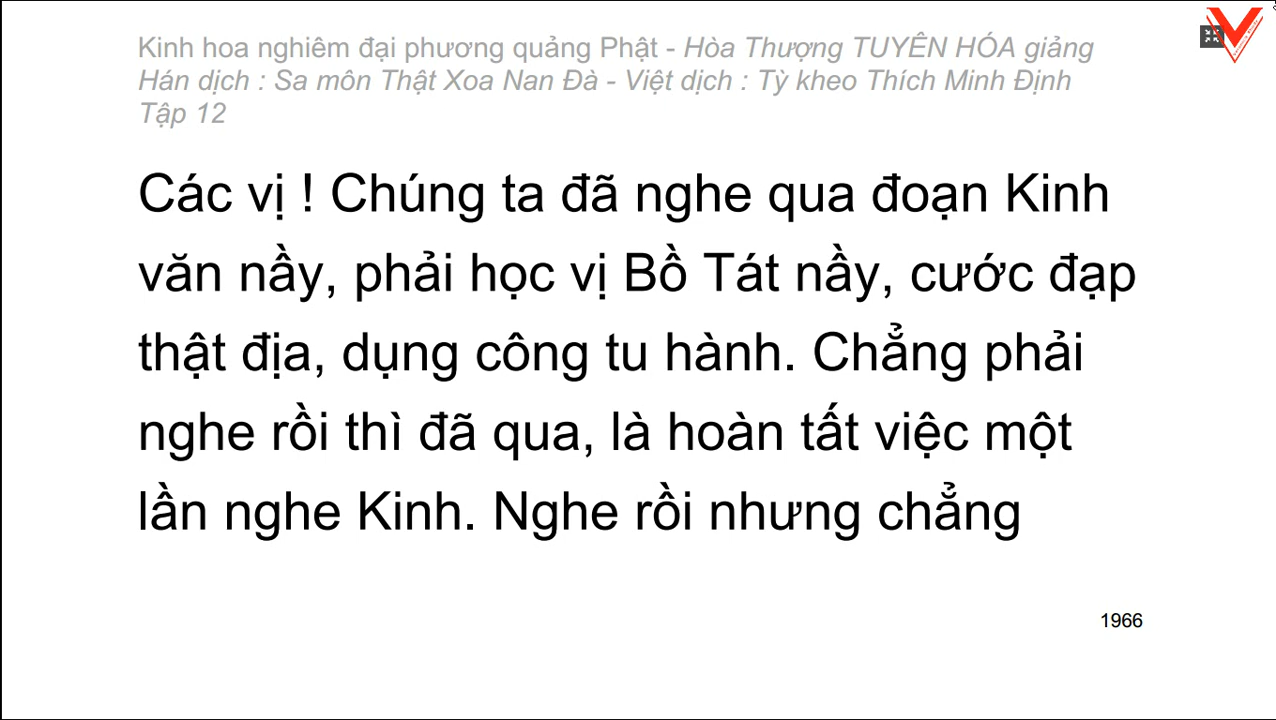 Kinh hoa nghiêm đại phương quảng Phật - Hòa Thượng TUYÊN HÓA giảng
Hán dịch : Sa môn Thật Xoa Nan Đà - Việt dịch : Tỳ kheo Thích Minh Định
Tập 12
Các vị ! Chúng ta đã nghe qua đoạn Kinh
văn nầy, phải học vị Bồ Tát nầy, cước đạp
thật địa, dụng công tu hành. Chẳng phải
nghe rồi thì đã qua, là hoàn tất việc một
lần nghe Kinh. Nghe rồi nhưng chẳng
1966